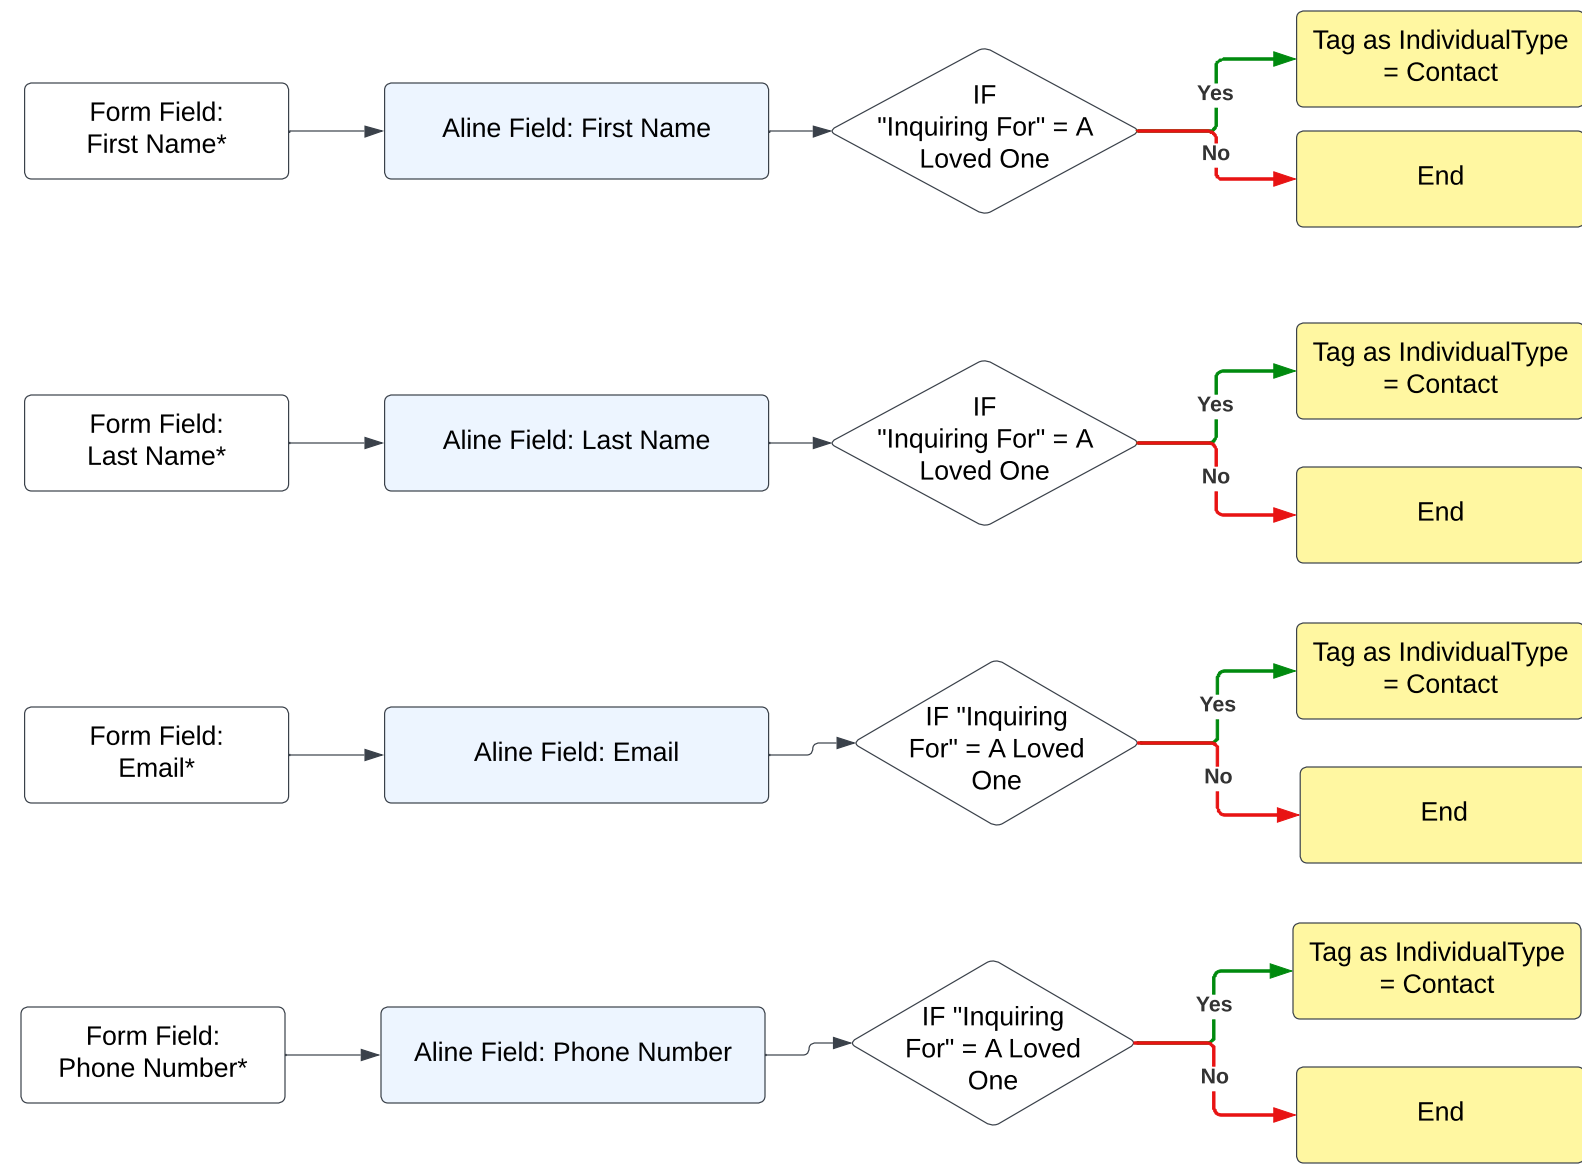 Form Field:
First Name*
Aline Field: First Name
IF
"Inquiring For" = A
Loved One
Yes
No
Tag as IndividualType
= Contact
End
Form Field:
Last Name*
Aline Field: Last Name
IF
"Inquiring For" = A
Loved One
Yes
No
Tag as IndividualType
= Contact
End
Form Field:
Email*
Aline Field: Email
IF "Inquiring
For" = A Loved
One
Yes
No
Tag as IndividualType
= Contact
End
Form Field:
Phone Number*
Aline Field: Phone Number
IF "Inquiring
For" = A Loved
One
Yes
No
Tag as IndividualType
= Contact
End